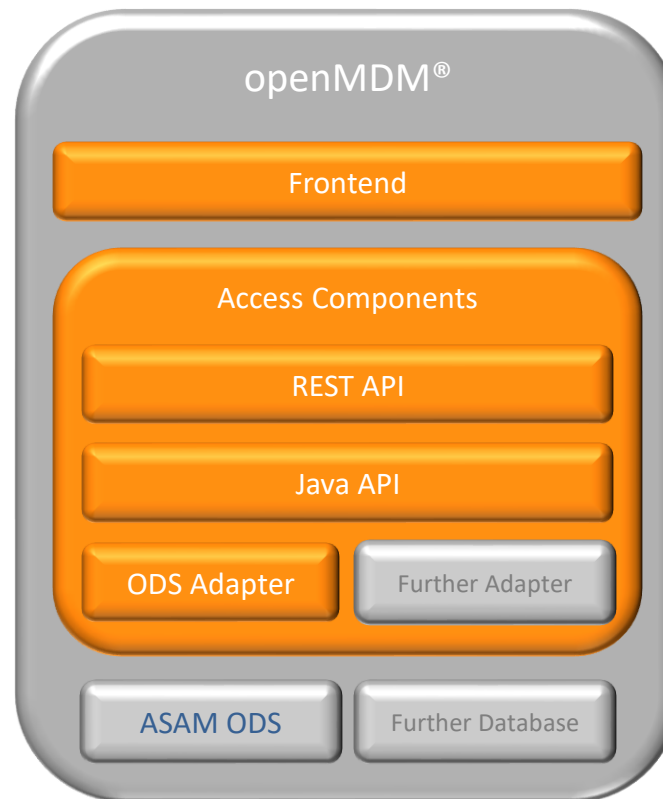 openMDM®
Frontend
Access Components
REST API
Java API
ODS Adapter
Further Adapter
ASAM ODS
Further Database